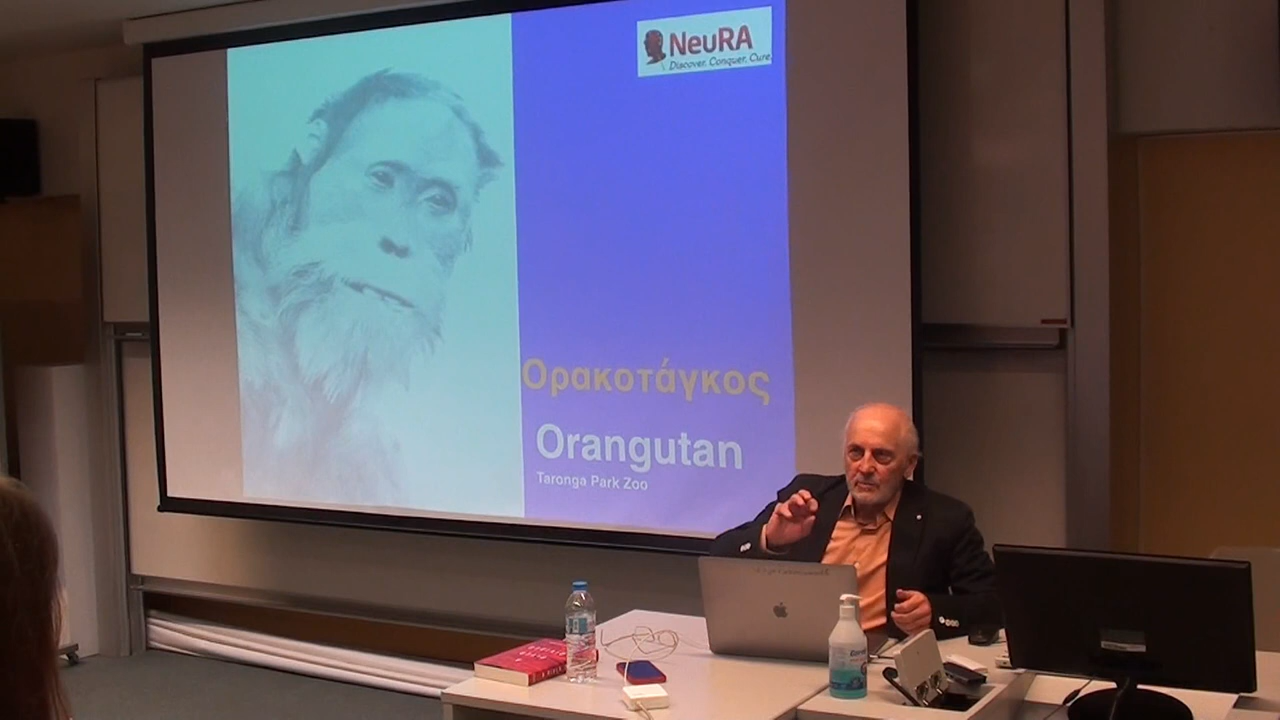 NeuRA
Discover. Conquer. Cure.
Ορακοτάγκος
Orangutan
Taronga Park Zoo